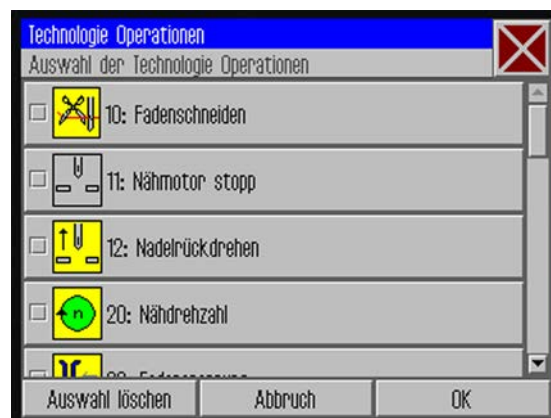 Technologie Operationen
Auswahl der Technologie Operationen
10: Fadenschneiden
11: Nähmotor stopp
12: Nadelrückdrehen
n
20: Nähdrehzahl
Auswahl löschen
Abbruch
OK